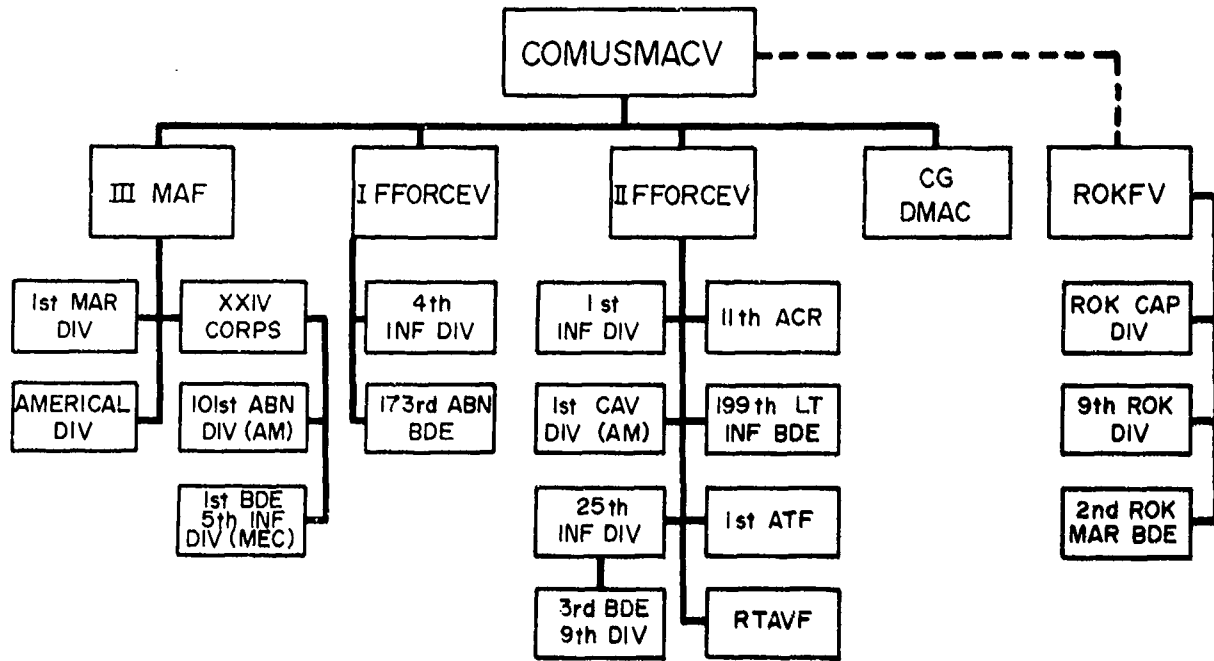 COMUSMACV
III MAF
I FFORCEV
II FFORCEV
CG
DMAC
ROKFV
1st MAR
DIV
XXIV
CORPS
4th
INF DIV
1st
INF DIV
11th ACR
ROK CAP
DIV
AMERICAL
DIV
101st ABN
DIV (AM)
173rd ABN
BDE
1st CAV
DIV (AM)
199th LT
INF BDE
9th ROK
DIV
1st BDE
5th INF
DIV (MEC)
25th
INF DIV
1st ATF
2nd ROK
MAR BDE
3rd BDE
9th DIV
RTAVF